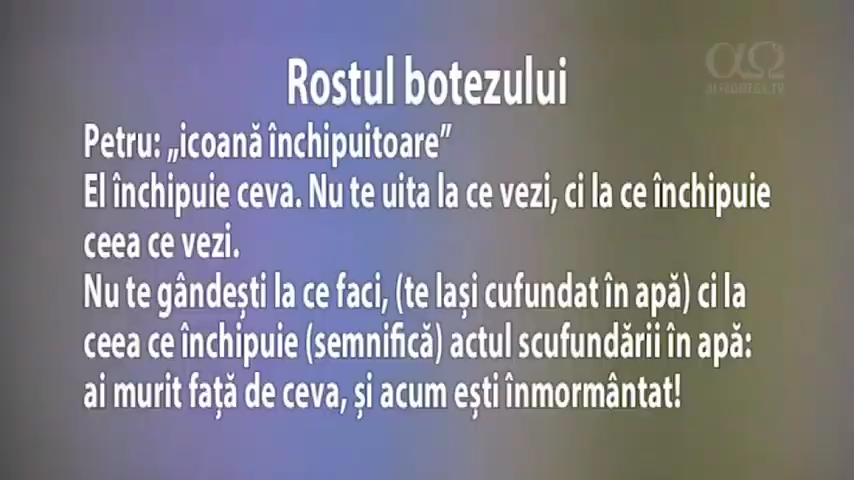 Rostul botezului
ALFAOMEGA.TV
Petru: „icoană închipuitoare”
El închipuie ceva. Nu te uita la ce vezi, ci la ce închipuie
ceea ce vezi.
Nu te gândești la ce faci, (te lași cufundat în apă) ci la
ceea ce închipuie (semnifică) actul scufundării în apă:
ai murit față de ceva, și acum ești înmormântat!